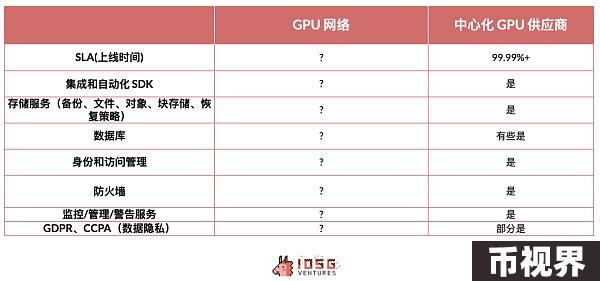 GPU 网络 中心化 GPU 供应商
SLA(上线时间) ? 99.99%+
集成和自动化 SDK ? 是
存储服务（备份、文件、对象、块存储、恢
复策略） ? 是
数据库 ? 有些是
身份和访问管理 ? 是
防火墙 ? 是
监控/管理/警告服务 ? 是
GDPR、CCPA（数据隐私） ? 部分是
IOSG
VENTURES
币视界